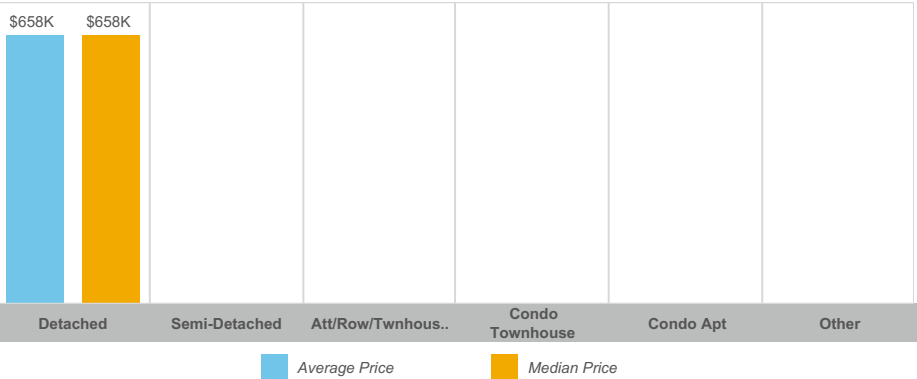 $658K $658K
Detached Semi-Detached Att/Row/Twnhous.. Condo Townhouse Condo Apt Other
Average Price Median Price